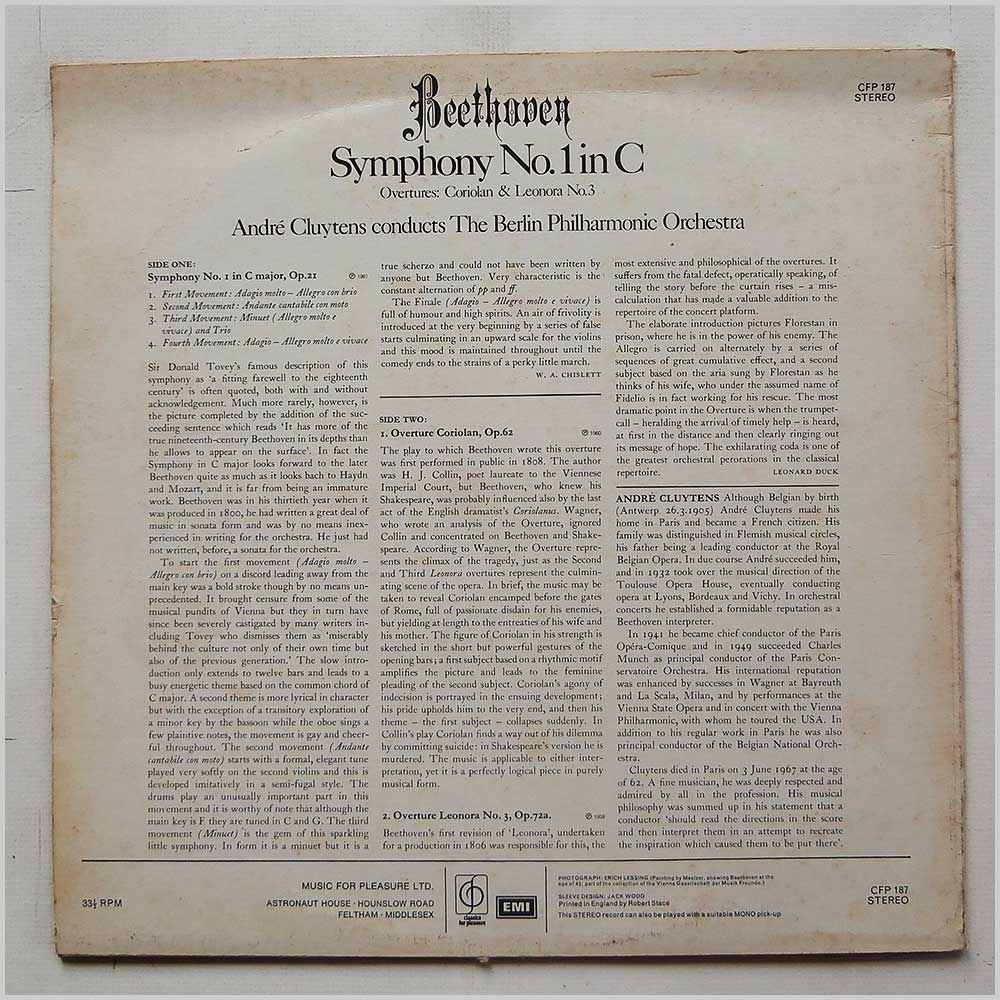 Beethoven
CFP 187
STEREO
Symphony No. 1 in C
Overtures: Coriolan & Leonora No.3
André Cluytens conducts The Berlin Philharmonic Orchestra
SIDE ONE:
Symphony No. 1 in C major, Op.21 ℗ 1961
1. First Movement: Adagio molto – Allegro con brio
2. Second Movement: Andante cantabile con moto
3. Third Movement: Minuet (Allegro molto e
vivace) and Trio
4. Fourth Movement: Adagio – Allegro molto e vivace
Sir Donald Tovey's famous description of this
symphony as 'a fitting farewell to the eighteenth
century' is often quoted, both with and without
acknowledgement. Much more rarely, however, is
the picture completed by the addition of the suc-
ceeding sentence which reads 'It has more of the
true nineteenth-century Beethoven in its depths than
he allows to appear on the surface'. In fact the
Symphony in C major looks forward to the later
Beethoven quite as much as it looks bach to Haydn
and Mozart, and it is far from being an immature
work. Beethoven was in his thirtieth year when it
was produced in 1800, he had written a great deal of
music in sonata form and was by no means inex-
perienced in writing for the orchestra. He just had
not written, before, a sonata for the orchestra.
To start the first movement (Adagio molto –
Allegro con brio) on a discord leading away from the
main key was a bold stroke though by no means un-
precedented. It brought censure from some of the
musical pundits of Vienna but they in turn have
since been severely castigated by many writers in-
cluding Tovey who dismisses them as 'miserably
behind the culture not only of their own time but
also of the previous generation.' The slow intro-
duction only extends to twelve bars and leads to a
busy energetic theme based on the common chord of
C major. A second theme is more lyrical in character
but with the exception of a transitory exploration of
a minor key by the bassoon while the oboe sings a
few plaintive notes, the movement is gay and cheer-
ful throughout. The second movement (Andante
cantabile con moto) starts with a formal, elegant tune
played very softly on the second violins and this is
developed imitatively in a semi-fugal style. The
drums play an unusually important part in this
movement and it is worthy of note that although the
main key is F they are tuned in C and G. The third
movement (Minuet) is the gem of this sparkling
little symphony. In form it is a minuet but it is a
true scherzo and could not have been written by
anyone but Beethoven. Very characteristic is the
constant alternation of pp and ff.
The Finale (Adagio – Allegro molto e vivace) is
full of humour and high spirits. An air of frivolity is
introduced at the very beginning by a series of false
starts culminating in an upward scale for the violins
and this mood is maintained throughout until the
comedy ends to the strains of a perky little march.
W. A. CHISLETT
SIDE TWO:
1. Overture Coriolan, Op.62 ℗ 1960
The play to which Beethoven wrote this overture
was first performed in public in 1808. The author
was H. J. Collin, poet laureate to the Viennese
Imperial Court, but Beethoven, who knew his
Shakespeare, was probably influenced also by the last
act of the English dramatist's Coriolanus. Wagner,
who wrote an analysis of the Overture, ignored
Collin and concentrated on Beethoven and Shake-
speare. According to Wagner, the Overture repre-
sents the climax of the tragedy, just as the Second
and Third Leonora overtures represent the culmin-
ating scene of the opera. In brief, the music may be
taken to reveal Coriolan encamped before the gates
of Rome, full of passionate disdain for his enemies,
but yielding at length to the entreaties of his wife and
his mother. The figure of Coriolan in his strength is
sketched in the short but powerful gestures of the
opening bars; a first subject based on a rhythmic motif
amplifies the picture and leads to the feminine
pleading of the second subject. Coriolan's agony of
indecision is portrayed in the ensuing development;
his pride upholds him to the very end, and then his
theme – the first subject – collapses suddenly. In
Collin's play Coriolan finds a way out of his dilemma
by committing suicide: in Shakespeare's version he is
murdered. The music is applicable to either inter-
pretation, yet it is a perfectly logical piece in purely
musical form.
2. Overture Leonora No. 3, Op.72a. ℗ 1958
Beethoven's first revision of 'Leonora', undertaken
for a production in 1806 was responsible for this, the
most extensive and philosophical of the overtures. It
suffers from the fatal defect, operatically speaking, of
telling the story before the curtain rises – a mis-
calculation that has made a valuable addition to the
repertoire of the concert platform.
The elaborate introduction pictures Florestan in
prison, where he is in the power of his enemy. The
Allegro is carried on alternately by a series of
sequences of great cumulative effect, and a second
subject based on the aria sung by Florestan as he
thinks of his wife, who under the assumed name of
Fidelio is in fact working for his rescue. The most
dramatic point in the Overture is when the trumpet-
call – heralding the arrival of timely help – is heard,
at first in the distance and then clearly ringing out
its message of hope. The exhilarating coda is one of
the greatest orchestral perorations in the classical
repertoire. LEONARD DUCK
ANDRÉ CLUYTENS Although Belgian by birth
(Antwerp 26.3.1905) André Cluytens made his
home in Paris and became a French citizen. His
family was distinguished in Flemish musical circles,
his father being a leading conductor at the Royal
Belgian Opera. In due course André succeeded him,
and in 1932 took over the musical direction of the
Toulouse Opera House, eventually conducting
opera at Lyons, Bordeaux and Vichy. In orchestral
concerts he established a formidable reputation as a
Beethoven interpreter.
In 1941 he became chief conductor of the Paris
Opéra-Comique and in 1949 succeeded Charles
Munch as principal conductor of the Paris Con-
servatoire Orchestra. His international reputation
was enhanced by successes in Wagner at Bayreuth
and La Scala, Milan, and by performances at the
Vienna State Opera and in concert with the Vienna
Philharmonic, with whom he toured the USA. In
addition to his regular work in Paris he was also
principal conductor of the Belgian National Orch-
estra.
Cluytens died in Paris on 3 June 1967 at the age
of 62. A fine musician, he was deeply respected and
admired by all in the profession. His musical
philosophy was summed up in his statement that a
conductor 'should read the directions in the score
and then interpret them in an attempt to recreate
the inspiration which caused them to be put there'.
33⅓ RPM
MUSIC FOR PLEASURE LTD.
ASTRONAUT HOUSE · HOUNSLOW ROAD
FELTHAM · MIDDLESEX
classics
for pleasure
EMI
PHOTOGRAPH: ERICH LESSING (Painting by Maelzer, shewing Beethoven at the
age of 45; part of the collection of the Vienna Gesellschaft der Musik Freunde.)
SLEEVE DESIGN: JACK WOOD
Printed in England by Robert Stace
This STEREO record can also be played with a suitable MONO pick-up
CFP 187
STEREO